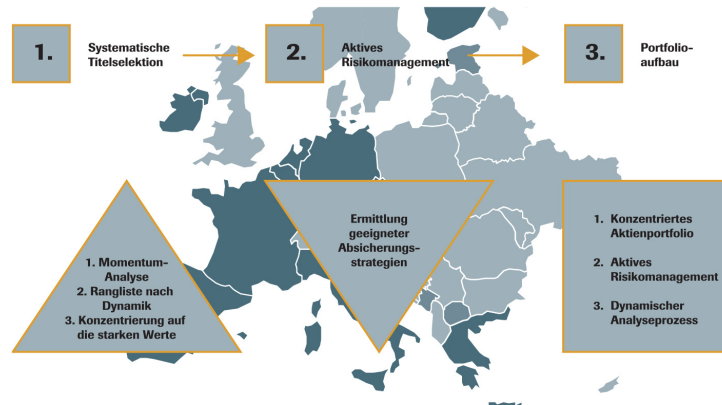 1.
Systematische
Titelselektion
2.
Aktives
Risikomanagement
3.
Portfolio-
aufbau
1. Momentum-
Analyse
2. Rangliste nach
Dynamik
3. Konzentrierung auf
die starken Werte
Ermittlung
geeigneter
Absicherungs-
strategien
1. Konzentriertes
Aktienportfolio
2. Aktives
Risikomanagement
3. Dynamischer
Analyseprozess